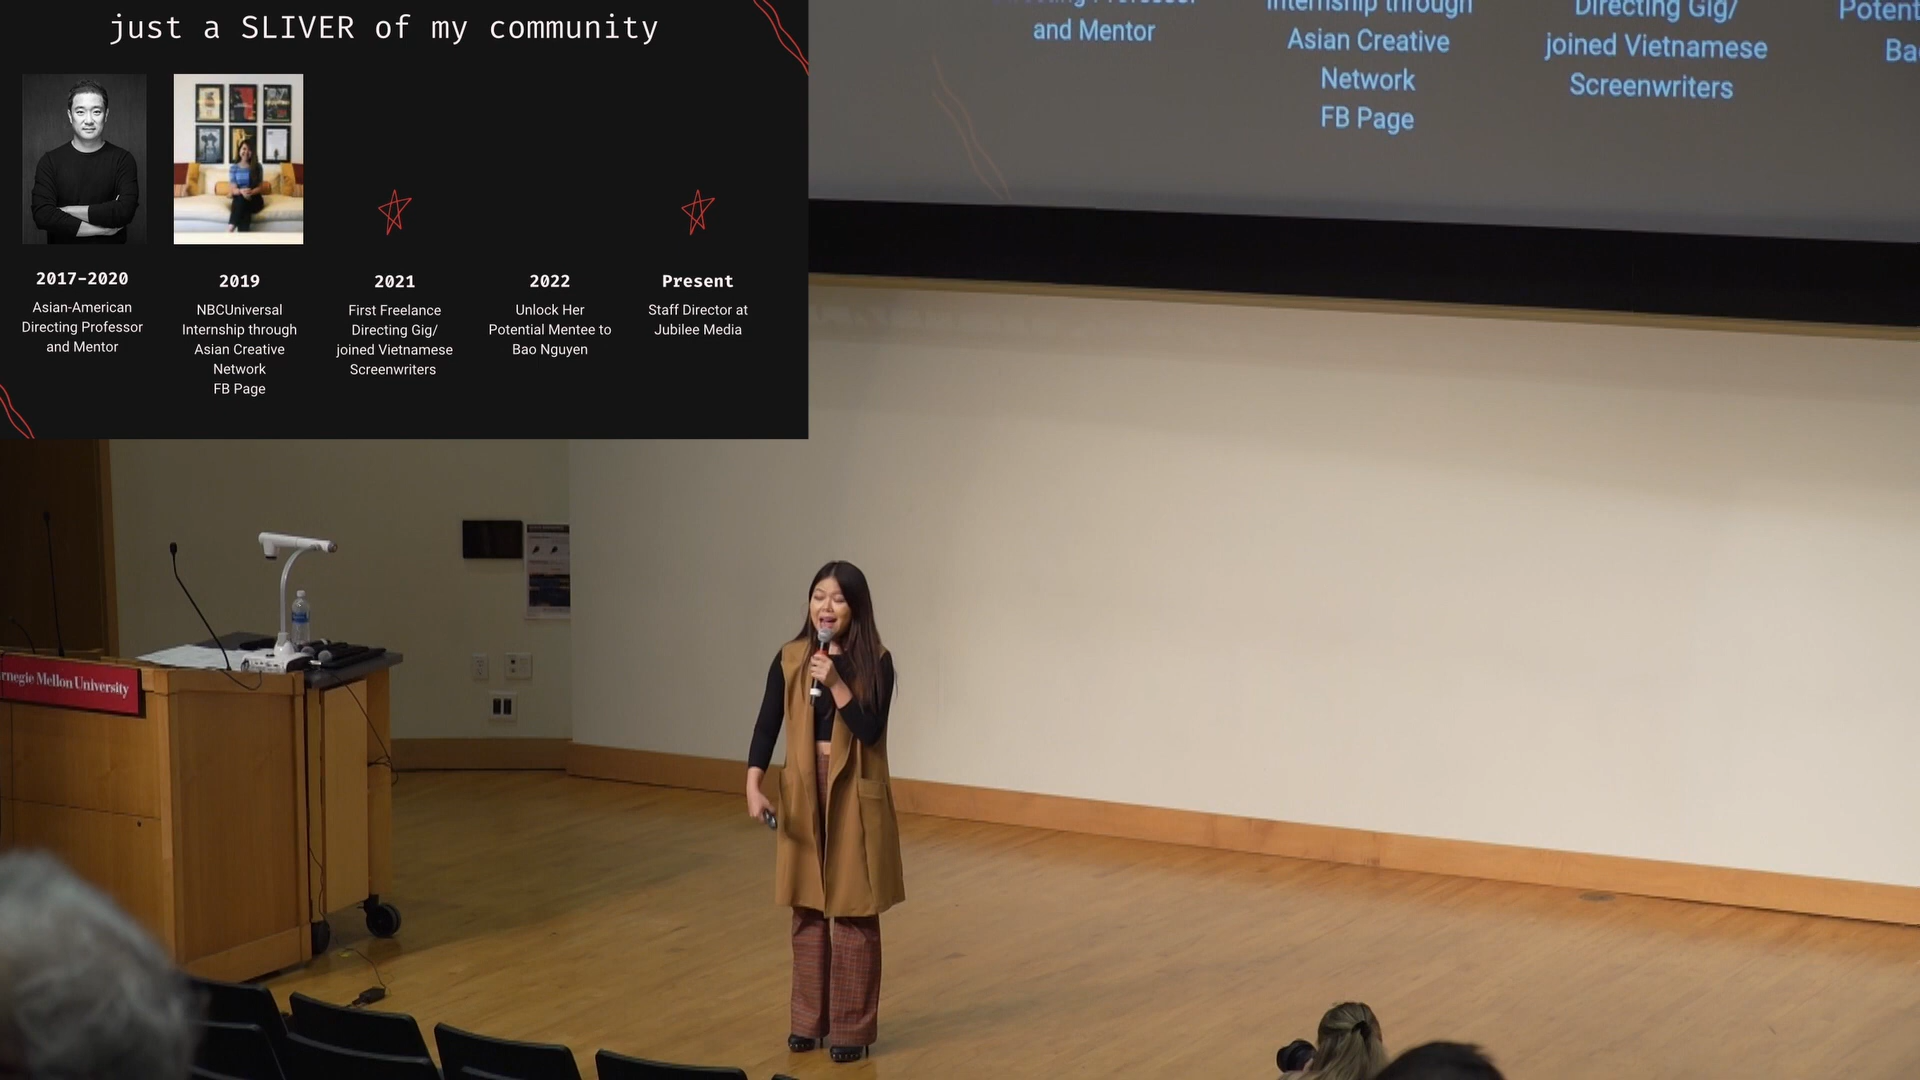 just a SLIVER of my community
2017-2020
Asian-American
Directing Professor
and Mentor
2019
NBCUniversal
Internship through
Asian Creative
Network
FB Page
2021
First Freelance
Directing Gig/
joined Vietnamese
Screenwriters
2022
Unlock Her
Potential Mentee to
Bao Nguyen
Present
Staff Director at
Jubilee Media
and Mentor
Internship through
Asian Creative
Network
FB Page
Directing Gig/
joined Vietnamese
Screenwriters
Mellon University